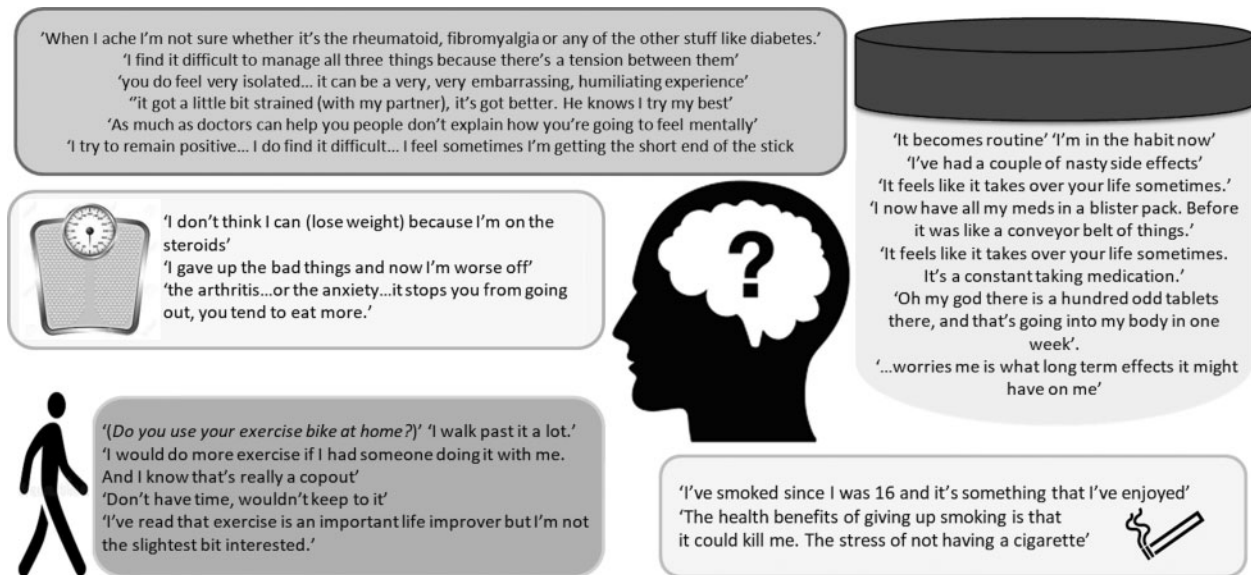 'When I ache I'm not sure whether it's the rheumatoid, fibromyalgia or any of the other stuff like diabetes.'
'I find it difficult to manage all three things because there's a tension between them'
'you do feel very isolated... it can be a very, very embarrassing, humiliating experience'
''it got a little bit strained (with my partner), it's got better. He knows I try my best'
'As much as doctors can help you people don't explain how you're going to feel mentally'
'I try to remain positive... I do find it difficult... I feel sometimes I'm getting the short end of the stick
'It becomes routine' 'I'm in the habit now'
'I've had a couple of nasty side effects'
'It feels like it takes over your life sometimes.'
'I now have all my meds in a blister pack. Before
it was like a conveyor belt of things.'
'It feels like it takes over your life sometimes.
It's a constant taking medication.'
'Oh my god there is a hundred odd tablets
there, and that's going into my body in one
week'.
'...worries me is what long term effects it might
have on me'
'I don't think I can (lose weight) because I'm on the
steroids'
'I gave up the bad things and now I'm worse off'
'the arthritis...or the anxiety...it stops you from going
out, you tend to eat more.'
?
'(Do you use your exercise bike at home?)' 'I walk past it a lot.'
'I would do more exercise if I had someone doing it with me.
And I know that's really a copout'
'Don't have time, wouldn't keep to it'
'I've read that exercise is an important life improver but I'm not
the slightest bit interested.'
'I've smoked since I was 16 and it's something that I've enjoyed'
'The health benefits of giving up smoking is that
it could kill me. The stress of not having a cigarette'